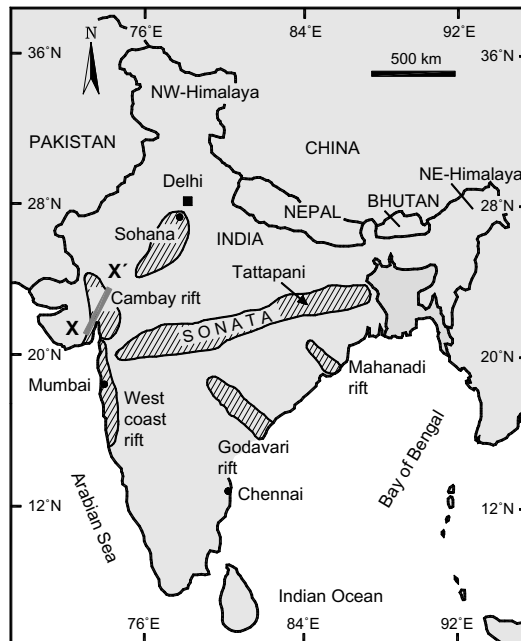 76˚E
84˚E
92˚E
36˚N
N
500 km
36˚N
NW-Himalaya
PAKISTAN
CHINA
NE-Himalaya
Delhi
28˚N
NEPAL
BHUTAN
28˚N
Sohana
INDIA
X´
Tattapani
Cambay rift
X
SONATA
20˚N
20˚N
Mumbai
Mahanadi
rift
West
coast
rift
Godavari
rift
Bay of Bengal
Arabian Sea
Chennai
12˚N
12˚N
Indian Ocean
76˚E
84˚E
92˚E